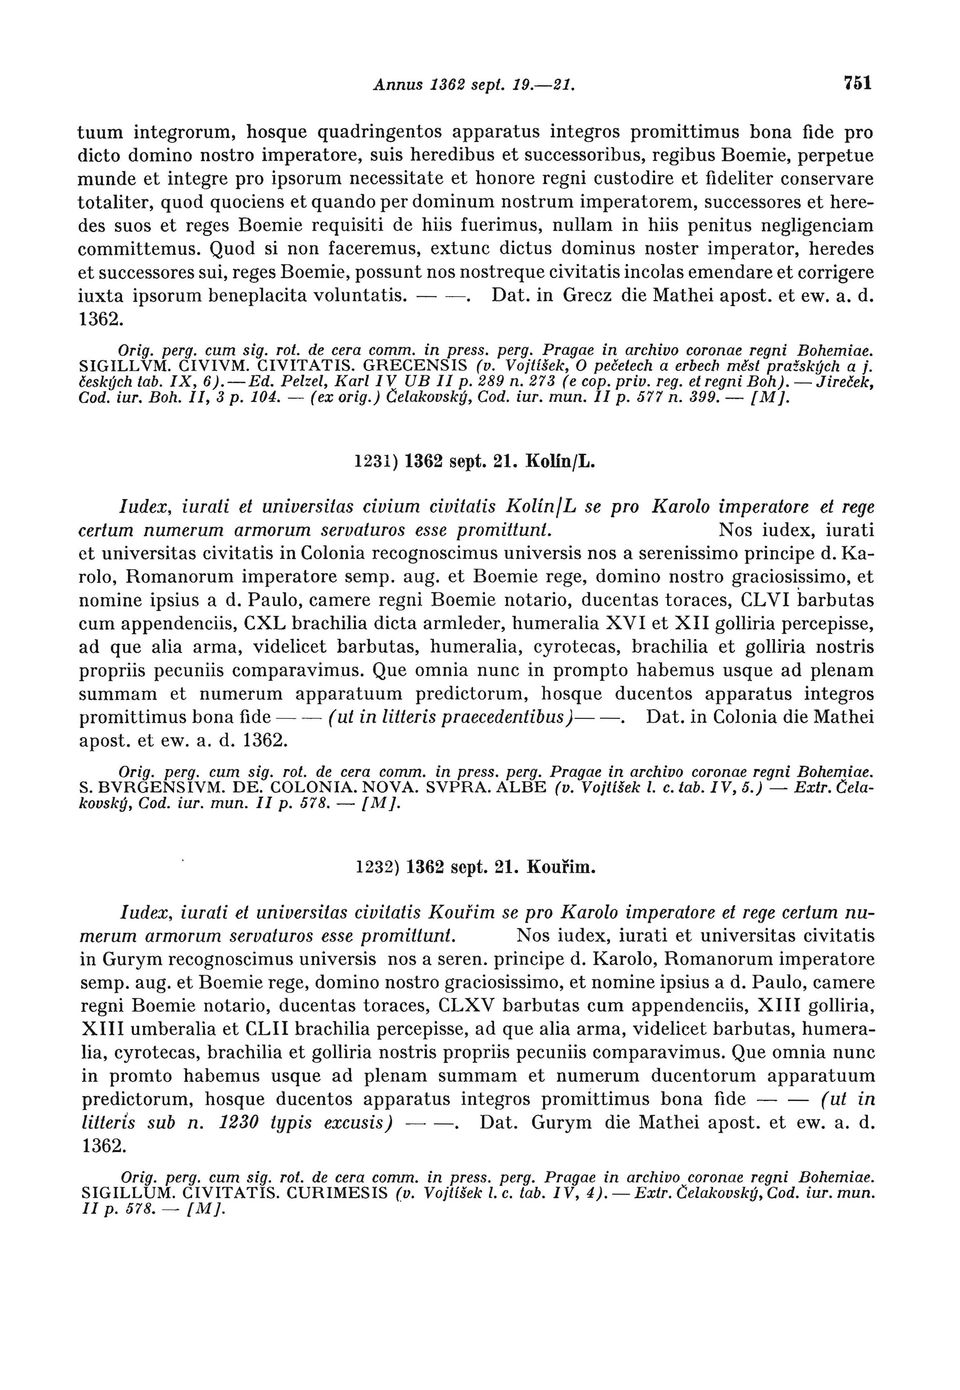 Annus 1362 sept. 19.—21. 751
tuum integrorum, hosque quadringentos apparatus integros promittimus bona fide pro
dicto domino nostro imperatore, suis heredibus et successoribus, regibus Boemie, perpetue
munde et integre pro ipsorum necessitate et honore regni custodire et fideliter conservare
totaliter, quod quociens et quando per dominum nostrum imperatorem, successores et here-
des suos et reges Boemie requisiti de hiis fuerimus, nullam in hiis penitus negligenciam
committemus. Quod si non faceremus, extunc dictus dominus noster imperator, heredes
et successores sui, reges Boemie, possunt nos nostreque civitatis incolas emendare et corrigere
iuxta ipsorum beneplacita voluntatis. — —. Dat. in Grecz die Mathei apost. et ew. a. d.
1362.
Orig. perg. cum sig. rot. de cera comm. in press. perg. Pragae in archivo coronae regni Bohemiae.
SIGILLVM. CIVIVM. CIVITATIS. GRECENSIS (v. Vojtíšek, O pečetech a erbech měst pražských a j.
českých tab. IX, 6). — Ed. Pelzel, Karl IV UB II p. 289 n. 273 (e cop. priv. reg. et regni Boh). — Jireček,
Cod. iur. Boh. II, 3 p. 104. — (ex orig.) Čelakovský, Cod. iur. mun. II p. 577 n. 399. — [M].
1231) 1362 sept. 21. Kolín/L.
Iudex, iurati et universitas civium civitatis Kolín/L se pro Karolo imperatore et rege
certum numerum armorum servaturos esse promittunt. Nos iudex, iurati
et universitas civitatis in Colonia recognoscimus universis nos a serenissimo principe d. Ka-
rolo, Romanorum imperatore semp. aug. et Boemie rege, domino nostro graciosissimo, et
nomine ipsius a d. Paulo, camere regni Boemie notario, ducentas toraces, CLVI barbutas
cum appendenciis, CXL brachilia dicta armleder, humeralia XVI et XII golliria percepisse,
ad que alia arma, videlicet barbutas, humeralia, cyrotecas, brachilia et golliria nostris
propriis pecuniis comparavimus. Que omnia nunc in prompto habemus usque ad plenam
summam et numerum apparatuum predictorum, hosque ducentos apparatus integros
promittimus bona fide — — (ut in litteris praecedentibus) — —. Dat. in Colonia die Mathei
apost. et ew. a. d. 1362.
Orig. perg. cum sig. rot. de cera comm. in press. perg. Pragae in archivo coronae regni Bohemiae.
S. BVRGENSIVM. DE. COLONIA. NOVA. SVPRA. ALBE (v. Vojtíšek l. c. tab. IV, 5.) — Extr. Čela-
kovský, Cod. iur. mun. II p. 578. — [M].
1232) 1362 sept. 21. Kouřim.
Iudex, iurati et universitas civitatis Kouřim se pro Karolo imperatore et rege certum nu-
merum armorum servaturos esse promittunt. Nos iudex, iurati et universitas civitatis
in Gurym recognoscimus universis nos a seren. principe d. Karolo, Romanorum imperatore
semp. aug. et Boemie rege, domino nostro graciosissimo, et nomine ipsius a d. Paulo, camere
regni Boemie notario, ducentas toraces, CLXV barbutas cum appendenciis, XIII golliria,
XIII umberalia et CLII brachilia percepisse, ad que alia arma, videlicet barbutas, humera-
lia, cyrotecas, brachilia et golliria nostris propriis pecuniis comparavimus. Que omnia nunc
in promto habemus usque ad plenam summam et numerum ducentorum apparatuum
predictorum, hosque ducentos apparatus integros promittimus bona fide — — (ut in
litteris sub n. 1230 typis excusis) — —. Dat. Gurym die Mathei apost. et ew. a. d.
1362.
Orig. perg. cum sig. rot. de cera comm. in press. perg. Pragae in archivo coronae regni Bohemiae.
SIGILLUM. CIVITATIS. CURIMESIS (v. Vojtíšek l. c. tab. IV, 4). — Extr. Čelakovský, Cod. iur. mun.
II p. 578. — [M].